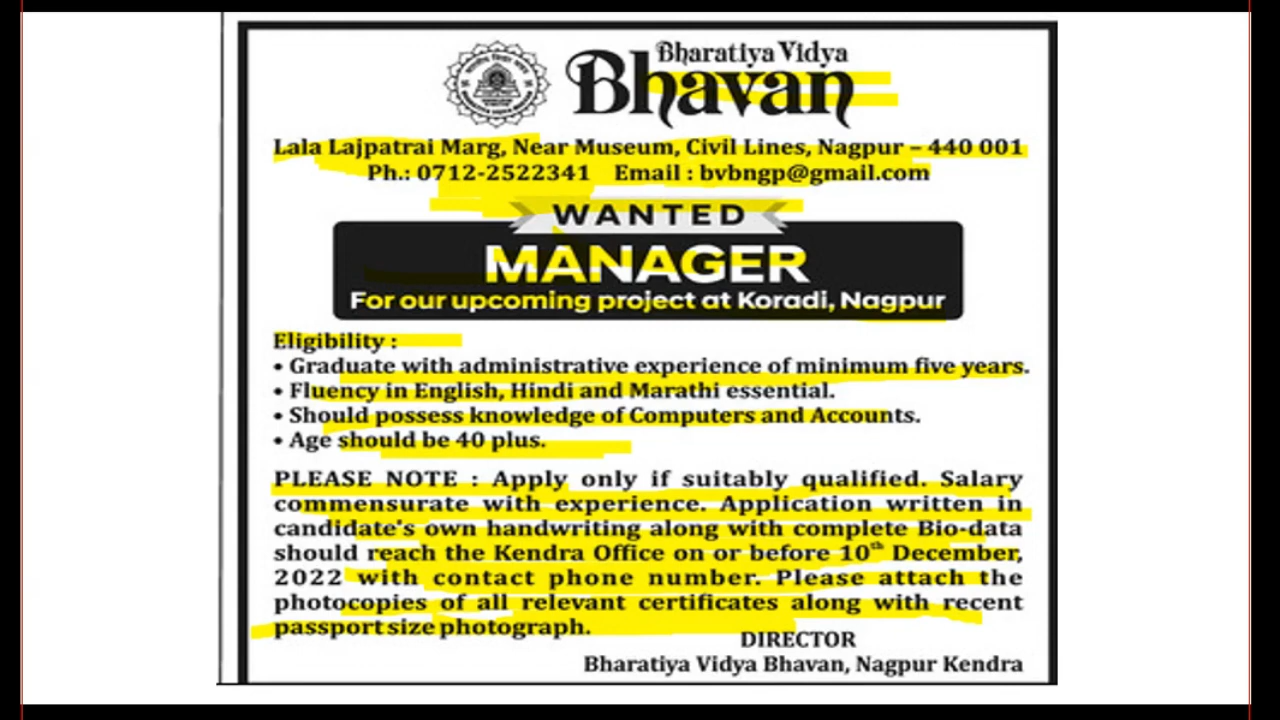 Bharatiya Vidya
Bhavan
Lala Lajpatrai Marg, Near Museum, Civil Lines, Nagpur – 440 001
Ph.: 0712-2522341 Email : bvbngp@gmail.com
WANTED
MANAGER
For our upcoming project at Koradi, Nagpur
Eligibility :
• Graduate with administrative experience of minimum five years.
• Fluency in English, Hindi and Marathi essential.
• Should possess knowledge of Computers and Accounts.
• Age should be 40 plus.
PLEASE NOTE : Apply only if suitably qualified. Salary
commensurate with experience. Application written in
candidate's own handwriting along with complete Bio-data
should reach the Kendra Office on or before 10th December,
2022 with contact phone number. Please attach the
photocopies of all relevant certificates along with recent
passport size photograph.
DIRECTOR
Bharatiya Vidya Bhavan, Nagpur Kendra